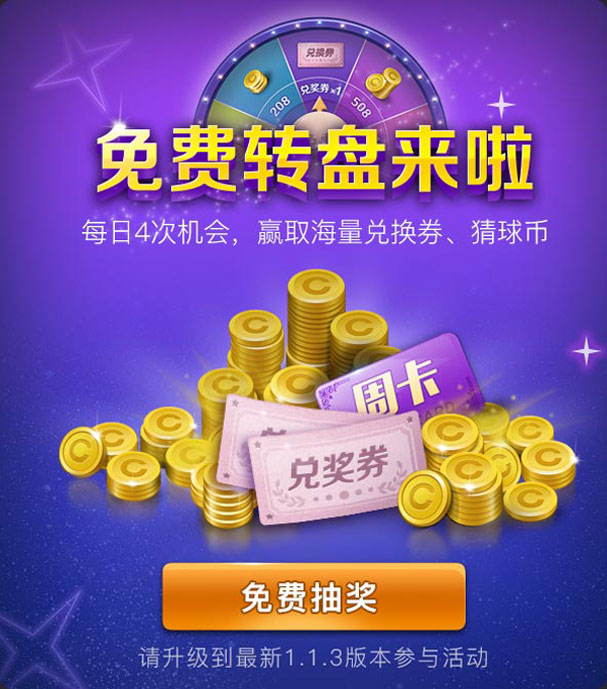 兑换券
208
兑奖券×1
508
免费转盘来啦
每日4次机会，赢取海量兑换券、猜球币
周卡
兑奖券
免费抽奖
请升级到最新1.1.3版本参与活动